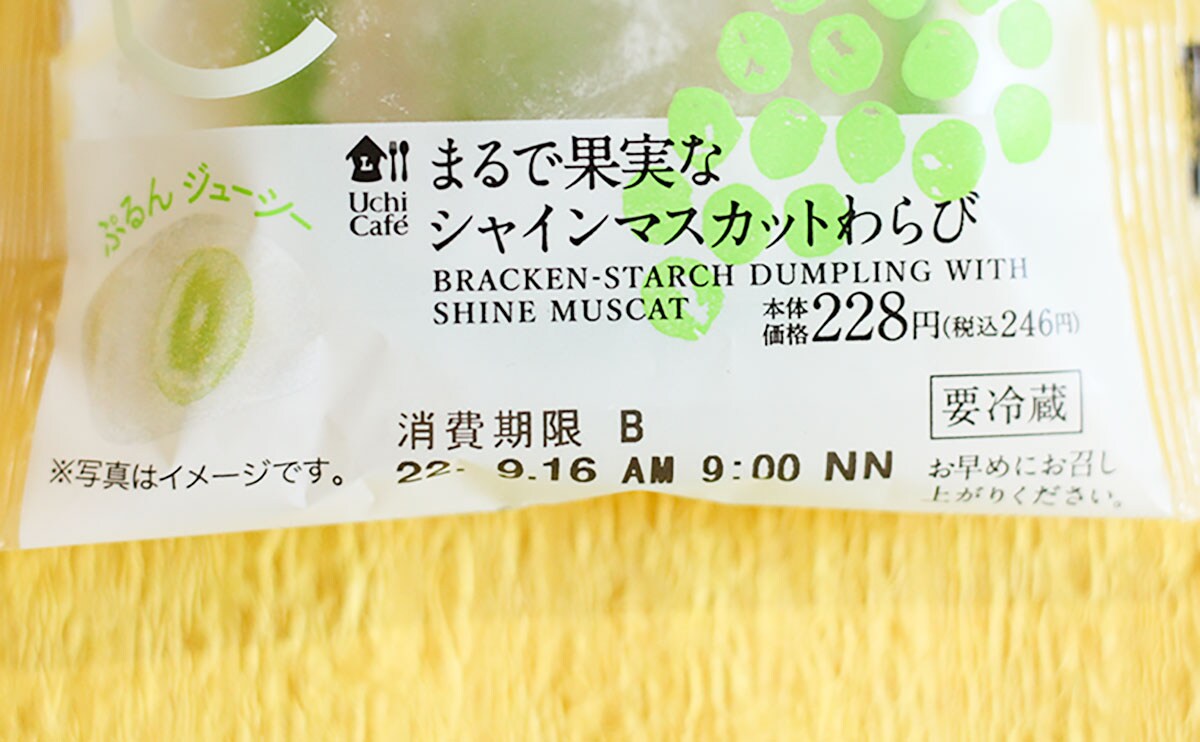 ぷるん ジューシー
L
Uchi
Café
まるで果実な
シャインマスカットわらび
BRACKEN-STARCH DUMPLING WITH
SHINE MUSCAT
本体
価格228円(税込246円)
要冷蔵
消費期限 B
22. 9.16 AM 9:00 NN
※写真はイメージです。
お早めにお召し
上がりください。